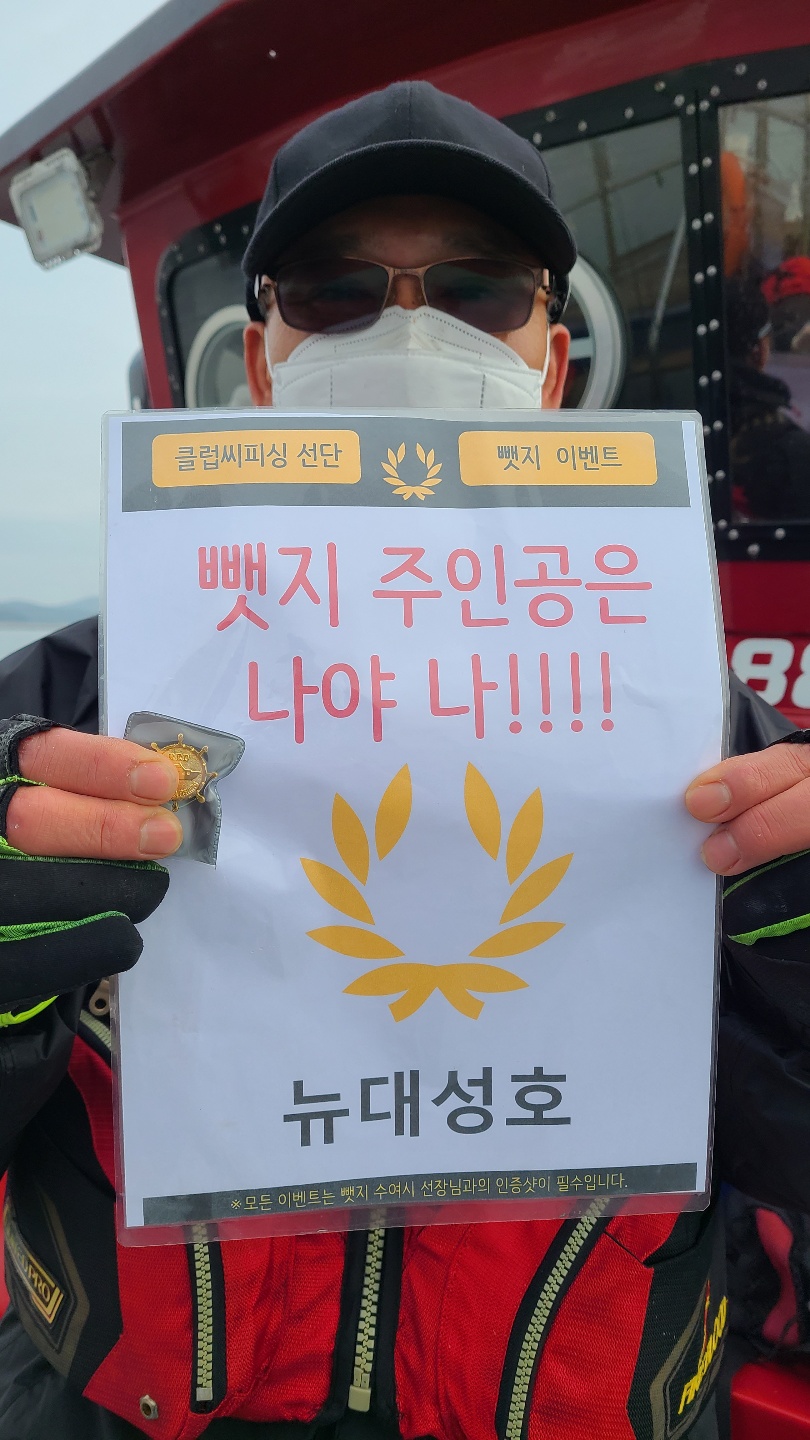 클럽씨피싱 선단
뺏지 이벤트
뺏지 주인공은
나야 나!!!!
뉴대성호
※모든 이벤트는 뺏지 수여시 선장님과의 인증샷이 필수입니다.
88